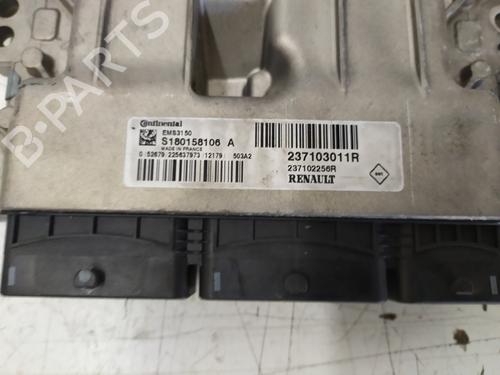 B-PARTS
Continental
EMS3150
S180158106 A
MADE IN FRANCE
0 52679 225637973 12179 503A2
237103011R
237102256R
RENAULT